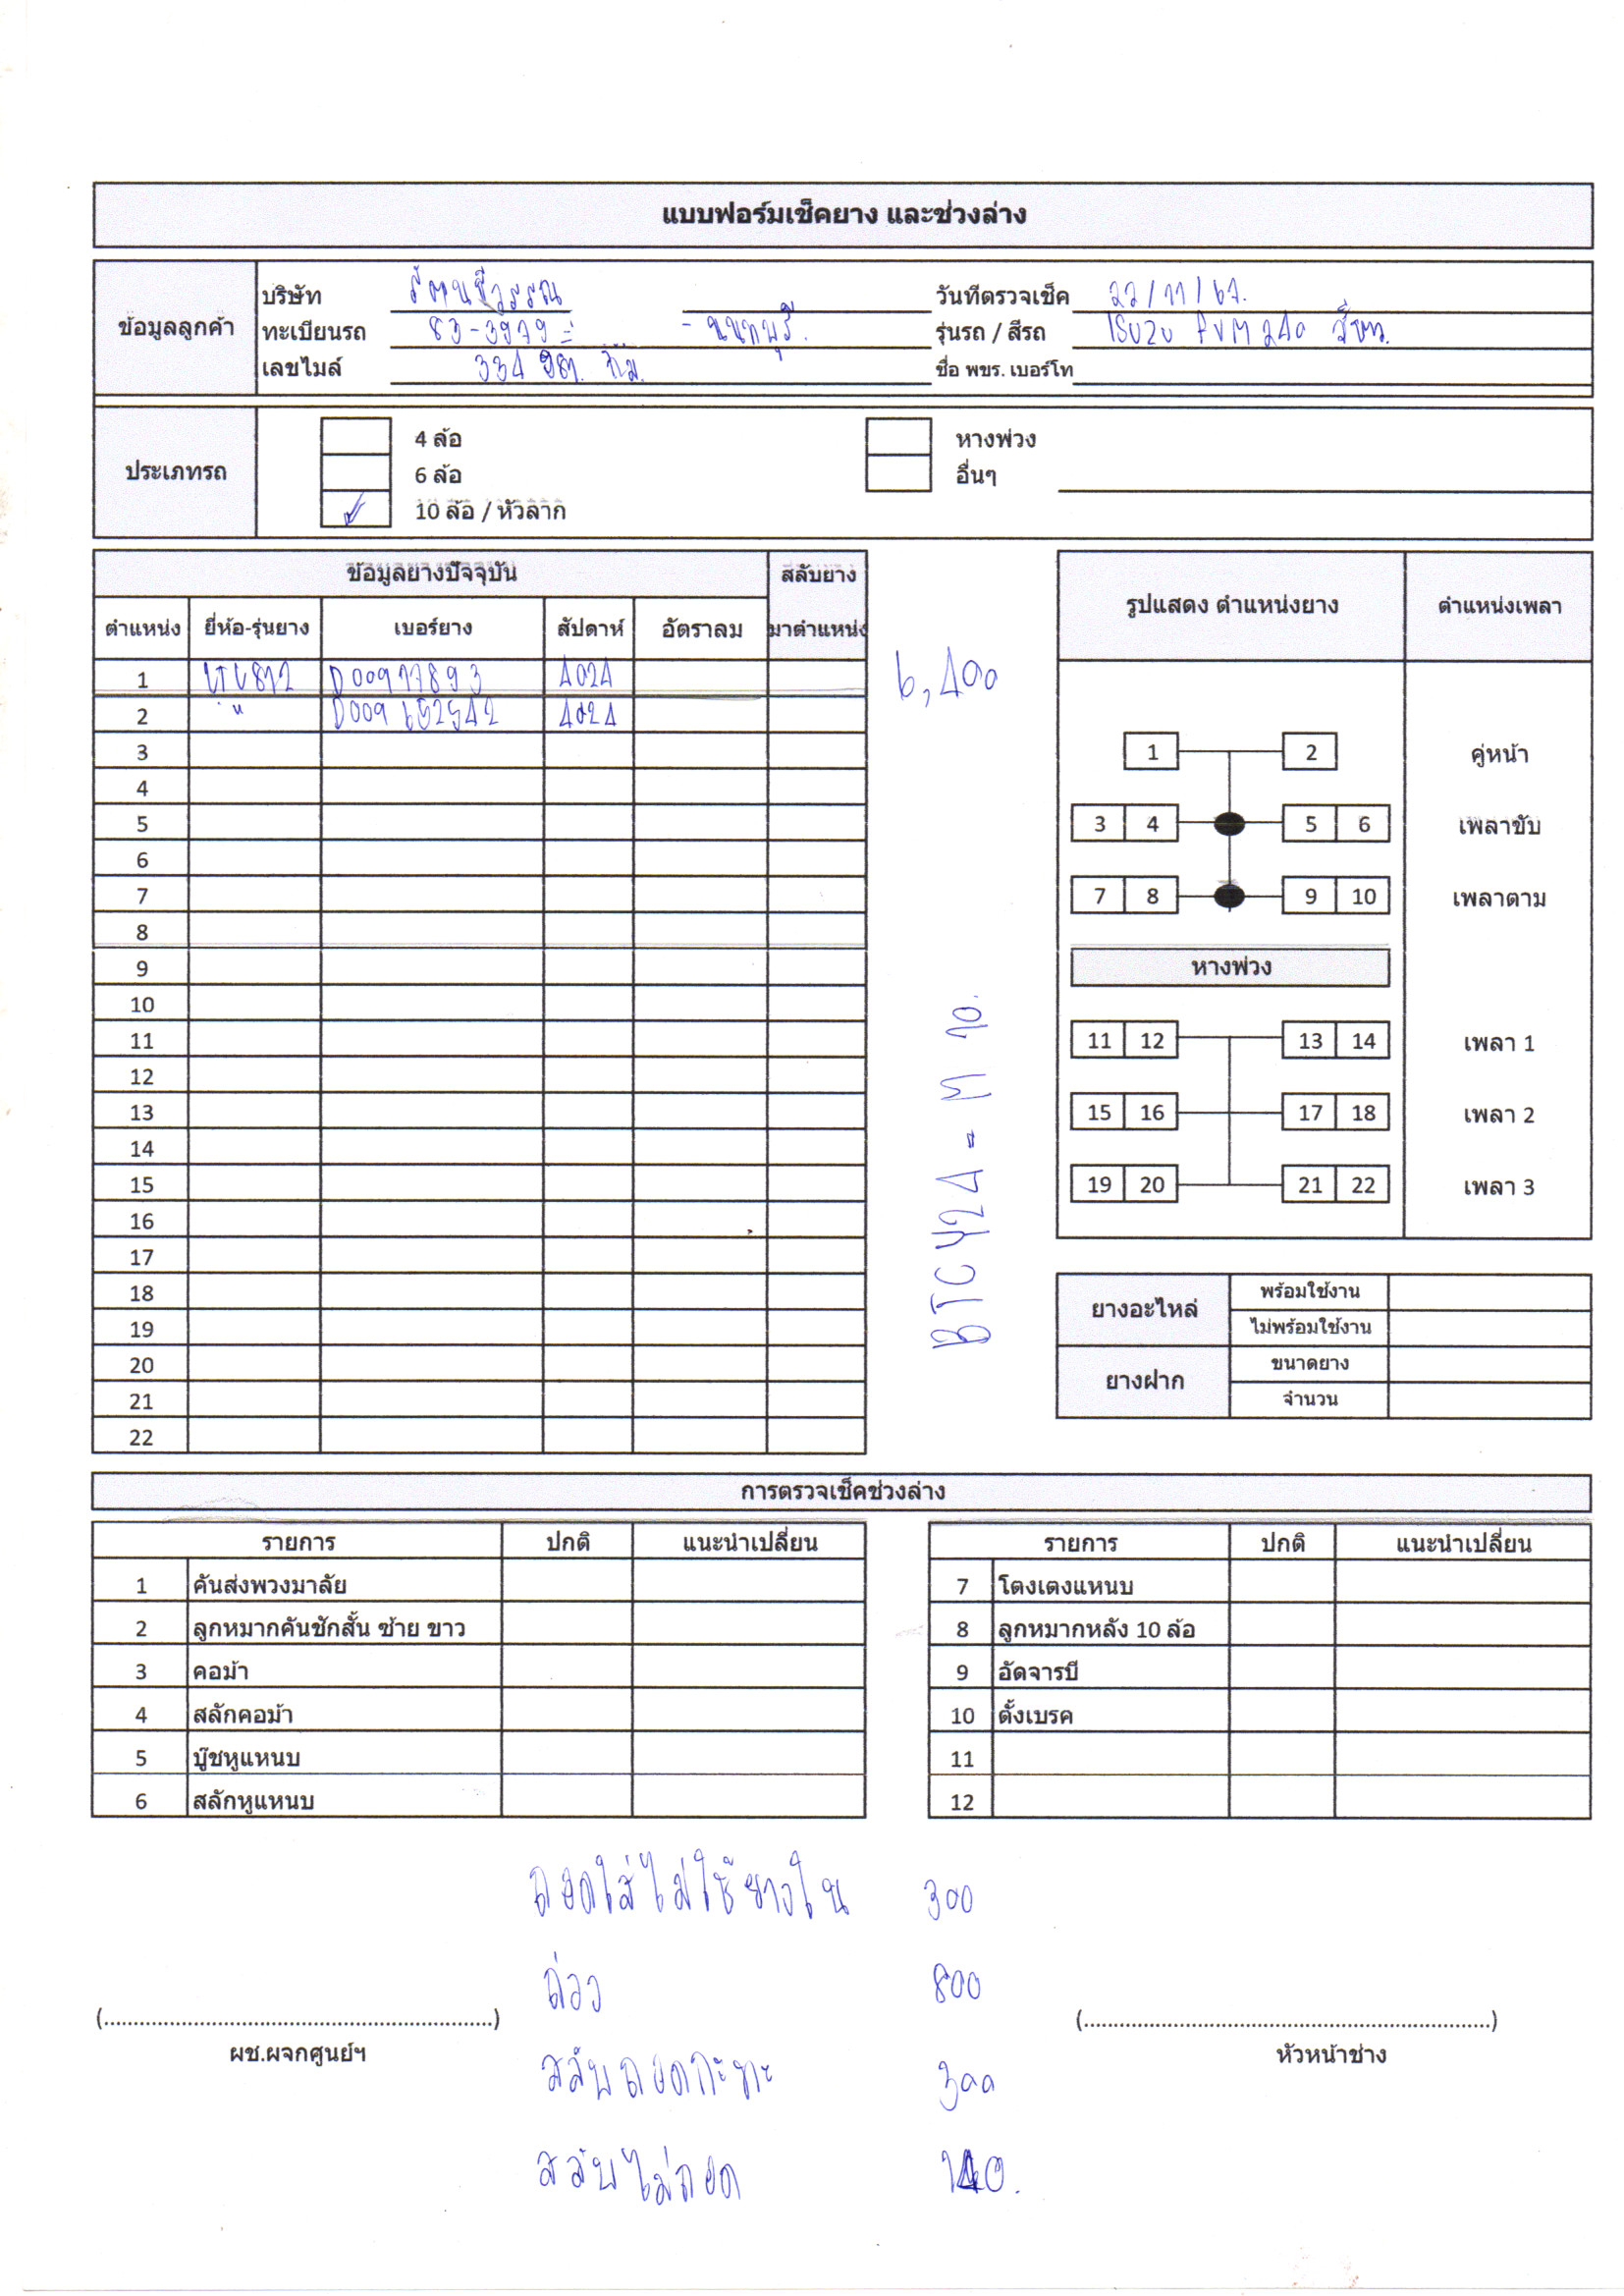 แบบฟอร์มเช็คยาง และช่วงล่าง
ข้อมูลลูกค้า
บริษัท รัตนชีวรรณ วันที่ตรวจเช็ค 22/11/67.
ทะเบียนรถ 83-3979 - นนทบุรี. รุ่นรถ / สีรถ ISUZU FVM 240 สีขาว.
เลขไมล์ 334 กม. ชื่อ พขร. เบอร์โท
ประเภทรถ
4 ล้อ หางพ่วง
6 ล้อ อื่นๆ
✓ 10 ล้อ / หัวลาก
ข้อมูลยางปัจจุบัน สลับยาง
ตำแหน่ง ยี่ห้อ-รุ่นยาง เบอร์ยาง สัปดาห์ อัตราลม มาตำแหน่ง
1 D00977893 4024
2 " D009652542 4024
3
4
5
6
7
8
9
10
11
12
13
14
15
16
17
18
19
20
21
22
6,400
BTCY24-M 70.
รูปแสดง ตำแหน่งยาง ตำแหน่งเพลา
1 2 คู่หน้า
3 4 5 6 เพลาขับ
7 8 9 10 เพลาตาม
หางพ่วง
11 12 13 14 เพลา 1
15 16 17 18 เพลา 2
19 20 21 22 เพลา 3
ยางอะไหล่ พร้อมใช้งาน
ไม่พร้อมใช้งาน
ยางฝาก ขนาดยาง
จำนวน
การตรวจเช็คช่วงล่าง
รายการ ปกติ แนะนำเปลี่ยน รายการ ปกติ แนะนำเปลี่ยน
1 คันส่งพวงมาลัย 7 โตงเตงแหนบ
2 ลูกหมากคันชักสั้น ซ้าย ขาว 8 ลูกหมากหลัง 10 ล้อ
3 คอม้า 9 อัดจารบี
4 สลักคอม้า 10 ตั้งเบรค
5 บู๊ชหูแหนบ 11
6 สลักหูแหนบ 12
ถอดใส่ไม่ใช้ยางใน 300
ถ่วง 800
(................................................................) (................................................................)
ผช.ผจกศูนย์ฯ หัวหน้าช่าง
สลับถอดกะทะ 300
สลับไม่ถอด 140.